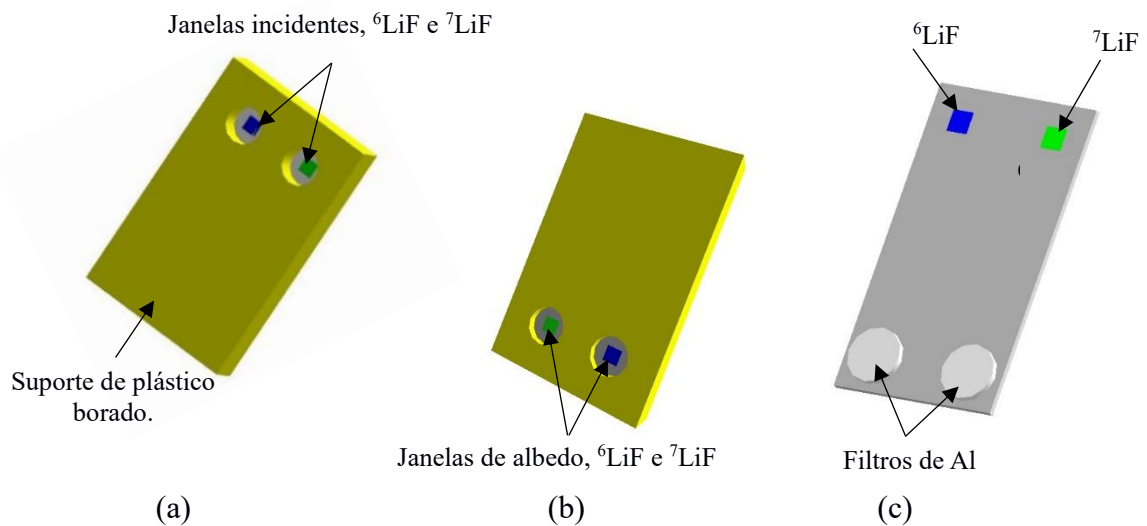 Janelas incidentes, ⁶LiF e ⁷LiF
⁶LiF
⁷LiF
Suporte de plástico
borado.
Janelas de albedo, ⁶LiF e ⁷LiF
Filtros de Al
(a)
(b)
(c)